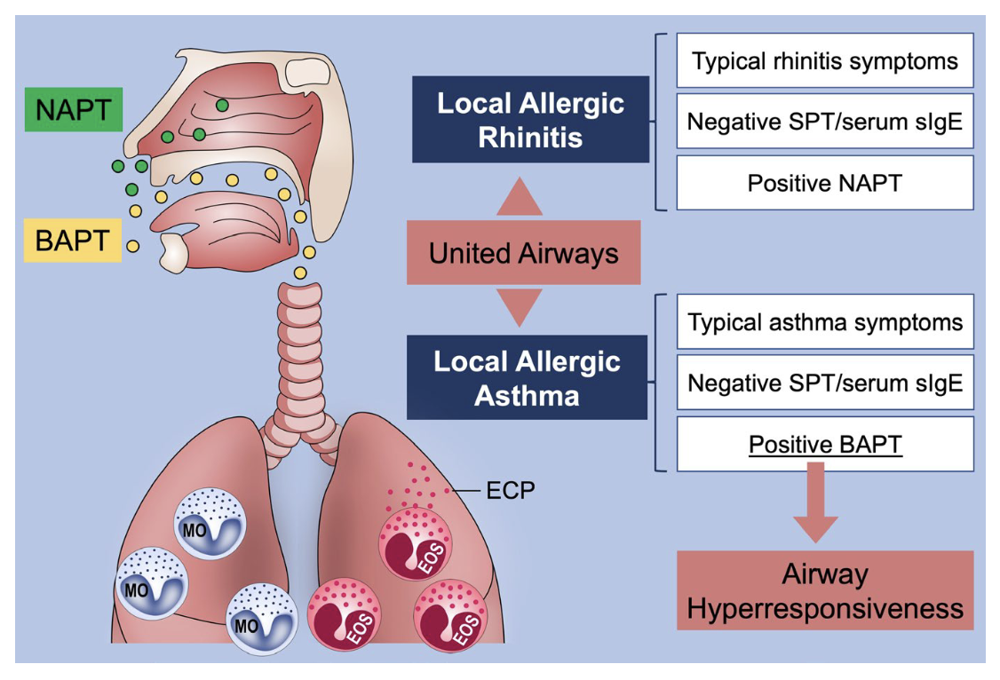 NAPT
BAPT
Local Allergic
Rhinitis
Typical rhinitis symptoms
Negative SPT/serum sIgE
Positive NAPT
United Airways
Local Allergic
Asthma
Typical asthma symptoms
Negative SPT/serum sIgE
Positive BAPT
Airway
Hyperresponsiveness
ECP
MO
MO
MO
EOS
EOS
EOS